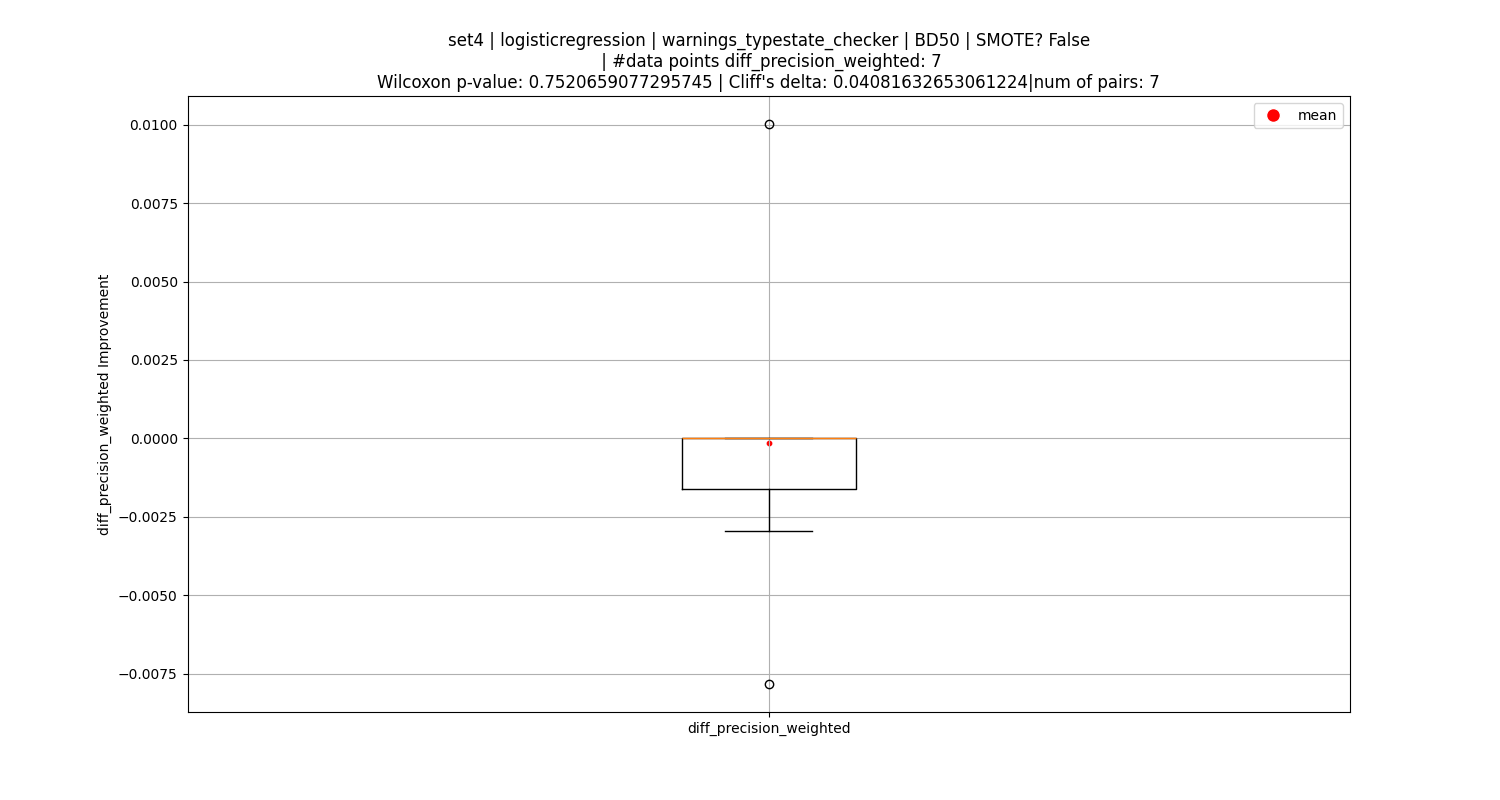 set4 | logisticregression | warnings_typestate_checker | BD50 | SMOTE? False
| #data points diff_precision_weighted: 7
Wilcoxon p-value: 0.7520659077295745 | Cliff's delta: 0.04081632653061224|num of pairs: 7
mean
0.0100
0.0075
0.0050
0.0025
0.0000
−0.0025
−0.0050
−0.0075
diff_precision_weighted Improvement
diff_precision_weighted